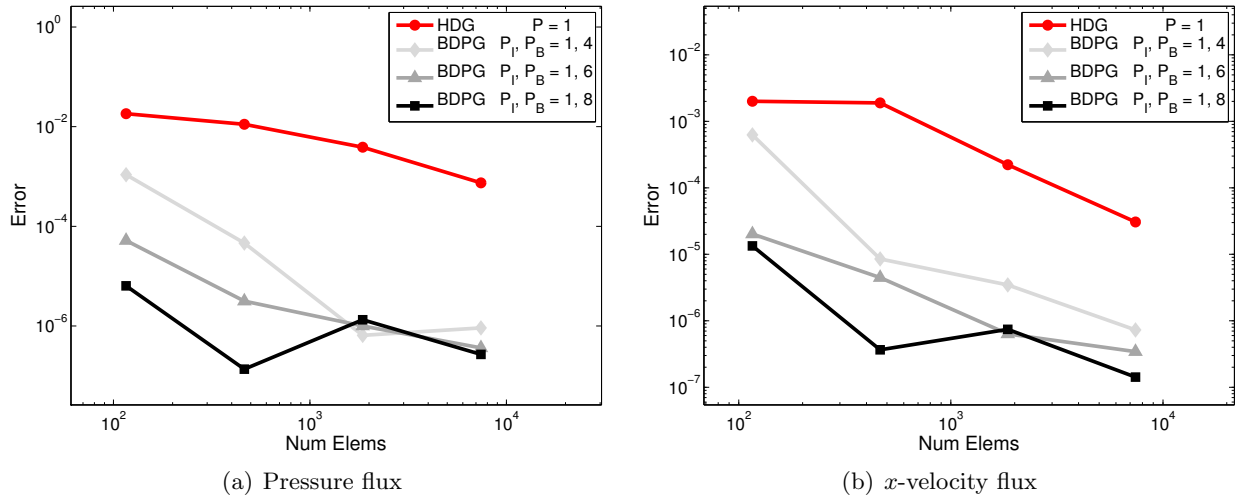 10^0
10^-2
10^-4
10^-6
Error
10^2
10^3
10^4
Num Elems
HDG P = 1
BDPG P_I, P_B = 1, 4
BDPG P_I, P_B = 1, 6
BDPG P_I, P_B = 1, 8
(a) Pressure flux
10^-2
10^-3
10^-4
10^-5
10^-6
10^-7
Error
10^2
10^3
10^4
Num Elems
HDG P = 1
BDPG P_I, P_B = 1, 4
BDPG P_I, P_B = 1, 6
BDPG P_I, P_B = 1, 8
(b) x-velocity flux